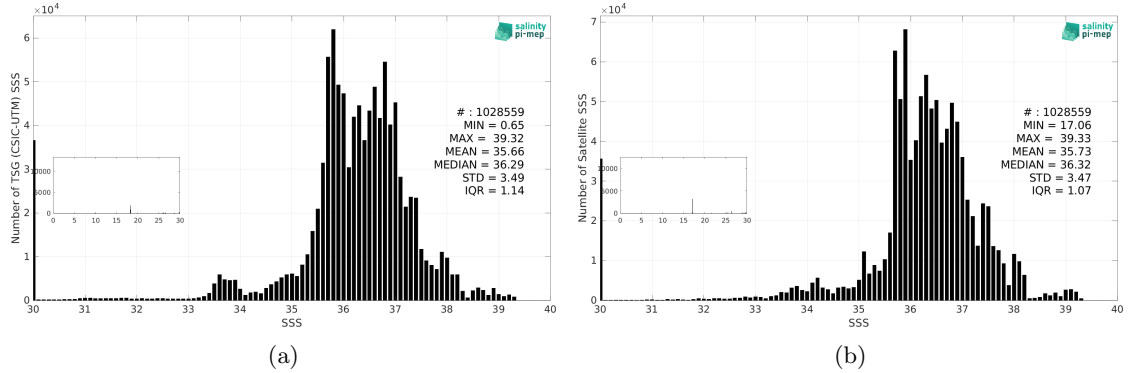 ×10⁴
Number of TSG (CSIC-UTM) SSS
6
5
4
3
2
1
0
30 31 32 33 34 35 36 37 38 39 40
SSS
salinity
pi-mep
# : 1028559
MIN = 0.65
MAX = 39.32
MEAN = 35.66
MEDIAN = 36.29
STD = 3.49
IQR = 1.14
10000
5000
0
0 5 10 15 20 25 30
(a)
×10⁴
Number of Satellite SSS
7
6
5
4
3
2
1
0
30 31 32 33 34 35 36 37 38 39 40
SSS
salinity
pi-mep
# : 1028559
MIN = 17.06
MAX = 39.33
MEAN = 35.73
MEDIAN = 36.32
STD = 3.47
IQR = 1.07
10000
5000
0
0 5 10 15 20 25 30
(b)